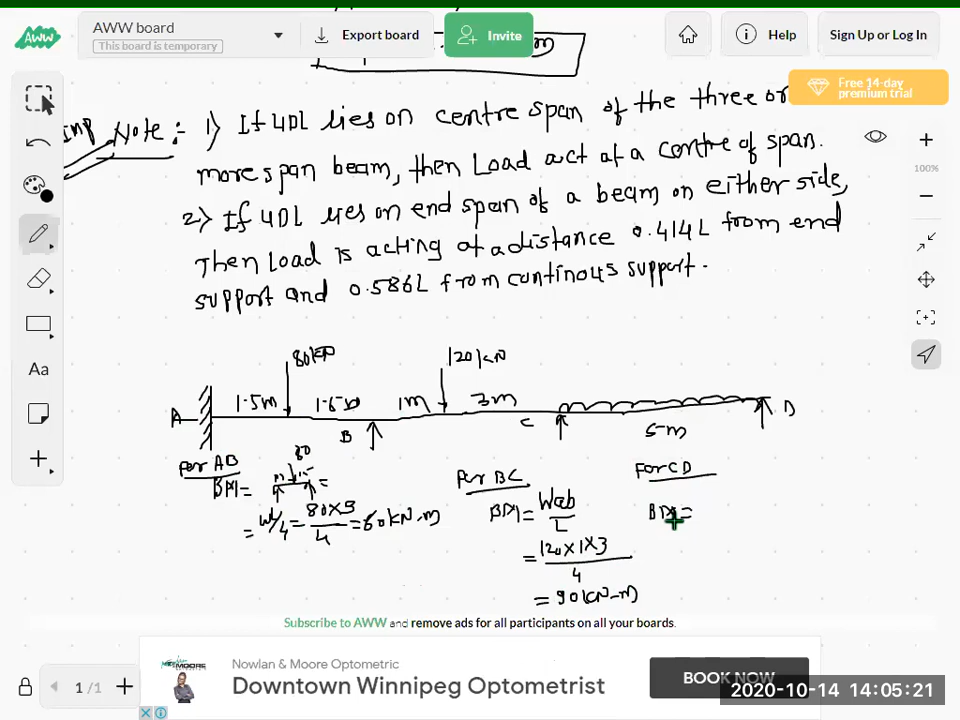 AWW
AWW board
This board is temporary
Export board
Invite
Help
Sign Up or Log In
Free 14-day
premium trial
100%
Imp Note :- 1) If UDL lies on centre span of the three or
more span beam, then Load act at a centre of span.
2) If UDL lies on end span of a beam on either side,
Then Load is acting at a distance 0.414L from end
support and 0.586L from continous support.
80kN
120kN
A
1.5m
1.5m
1m
3m
B
C
D
5m
For AB
BM =
80
=
= WL/4 = 80×3/4 = 60kN-m
For BC
BM = Wab/L
= 120×1×3/4
= 90kN-m
For CD
BM =
Aa
Subscribe to AWW and remove ads for all participants on all your boards.
1/1
Nowlan & Moore Optometric
Downtown Winnipeg Optometrist
BOOK NOW
2020-10-14 14:05:21